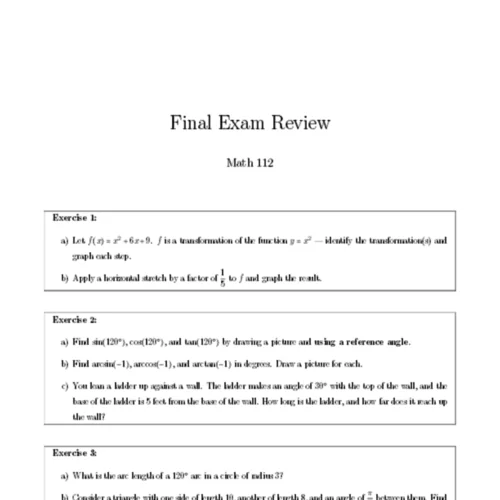 Final Exam Review
Math 112
Exercise 1:
a) Let f(x) = x² + 6x + 9. f is a transformation of the function y = x² — identify the transformation(s) and
graph each step.
b) Apply a horizontal stretch by a factor of 1/5 to f and graph the result.
Exercise 2:
a) Find sin(120°), cos(120°), and tan(120°) by drawing a picture and using a reference angle.
b) Find arcsin(−1), arccos(−1), and arctan(−1) in degrees. Draw a picture for each.
c) You lean a ladder up against a wall. The ladder makes an angle of 30° with the top of the wall, and the
base of the ladder is 5 feet from the base of the wall. How long is the ladder, and how far does it reach up
the wall?
Exercise 3:
a) What is the arc length of a 120° arc in a circle of radius 3?
b) Consider a triangle with one side of length 10, another of length 8, and an angle of between them. Find